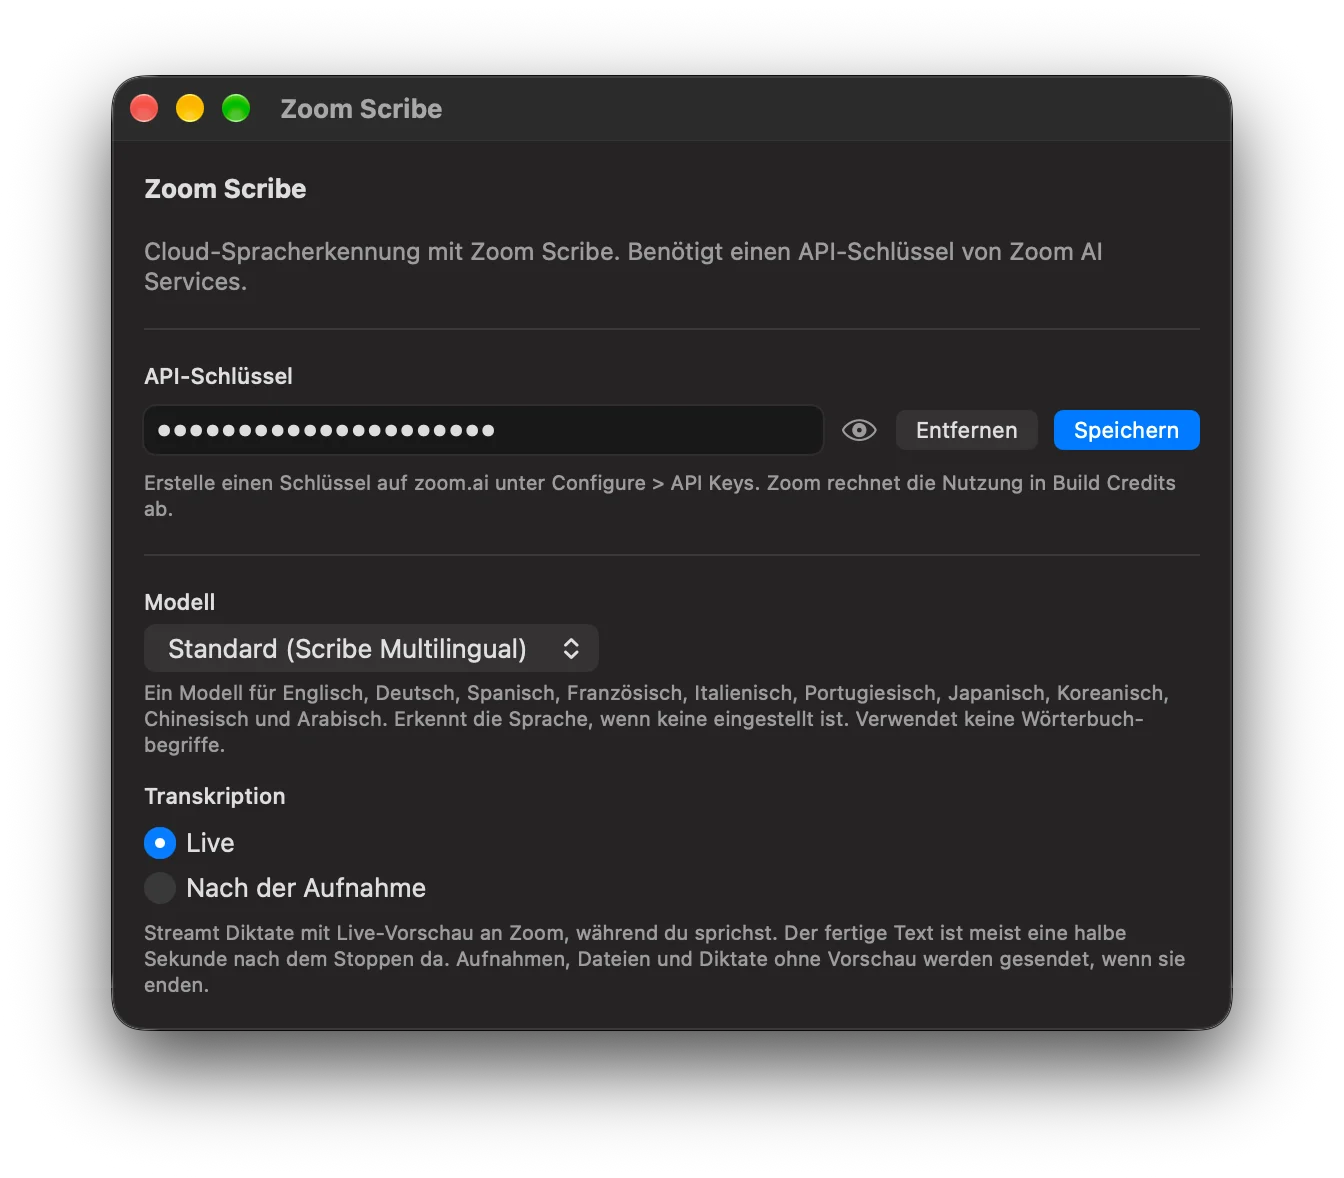 Zoom Scribe
Zoom Scribe
Cloud-Spracherkennung mit Zoom Scribe. Benötigt einen API-Schlüssel von Zoom AI
Services.
API-Schlüssel
●●●●●●●●●●●●●●●●●●●●●
Entfernen
Speichern
Erstelle einen Schlüssel auf zoom.ai unter Configure > API Keys. Zoom rechnet die Nutzung in Build Credits
ab.
Modell
Standard (Scribe Multilingual)
Ein Modell für Englisch, Deutsch, Spanisch, Französisch, Italienisch, Portugiesisch, Japanisch, Koreanisch,
Chinesisch und Arabisch. Erkennt die Sprache, wenn keine eingestellt ist. Verwendet keine Wörterbuch-
begriffe.
Transkription
Live
Nach der Aufnahme
Streamt Diktate mit Live-Vorschau an Zoom, während du sprichst. Der fertige Text ist meist eine halbe
Sekunde nach dem Stoppen da. Aufnahmen, Dateien und Diktate ohne Vorschau werden gesendet, wenn sie
enden.